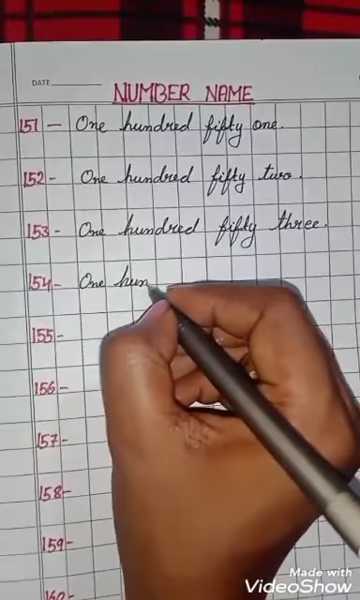 DATE
NUMBER NAME
151 - One hundred fifty one.
152 - One hundred fifty two.
153 - One hundred fifty three.
154 - One hun
155 -
156 -
157 -
158 -
159 -
160 -
Made with
VideoShow